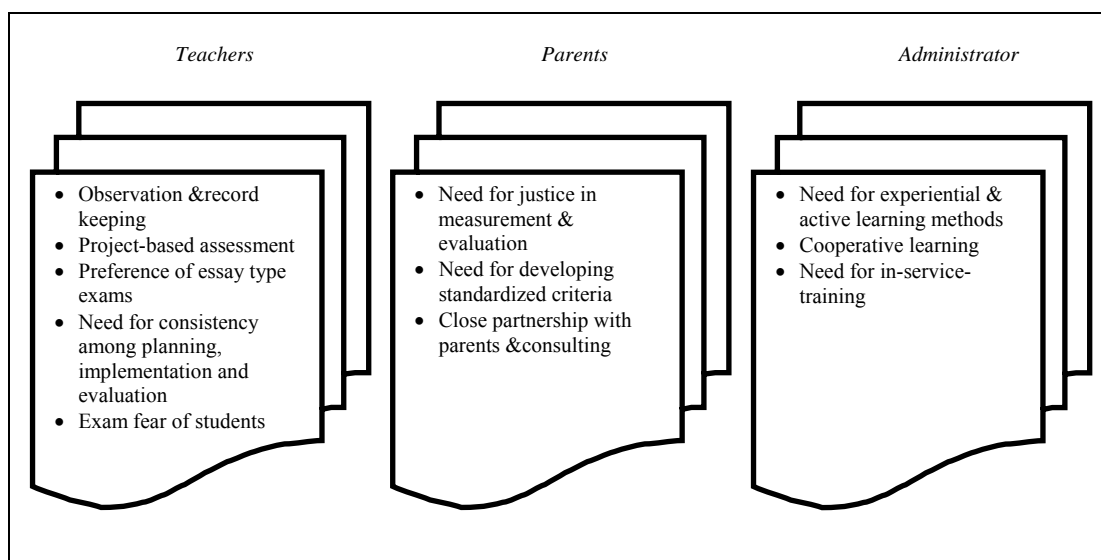 Teachers
Parents
Administrator
• Observation &record
keeping
• Project-based assessment
• Preference of essay type
exams
• Need for consistency
among planning,
implementation and
evaluation
• Exam fear of students
• Need for justice in
measurement &
evaluation
• Need for developing
standardized criteria
• Close partnership with
parents &consulting
• Need for experiential &
active learning methods
• Cooperative learning
• Need for in-service-
training